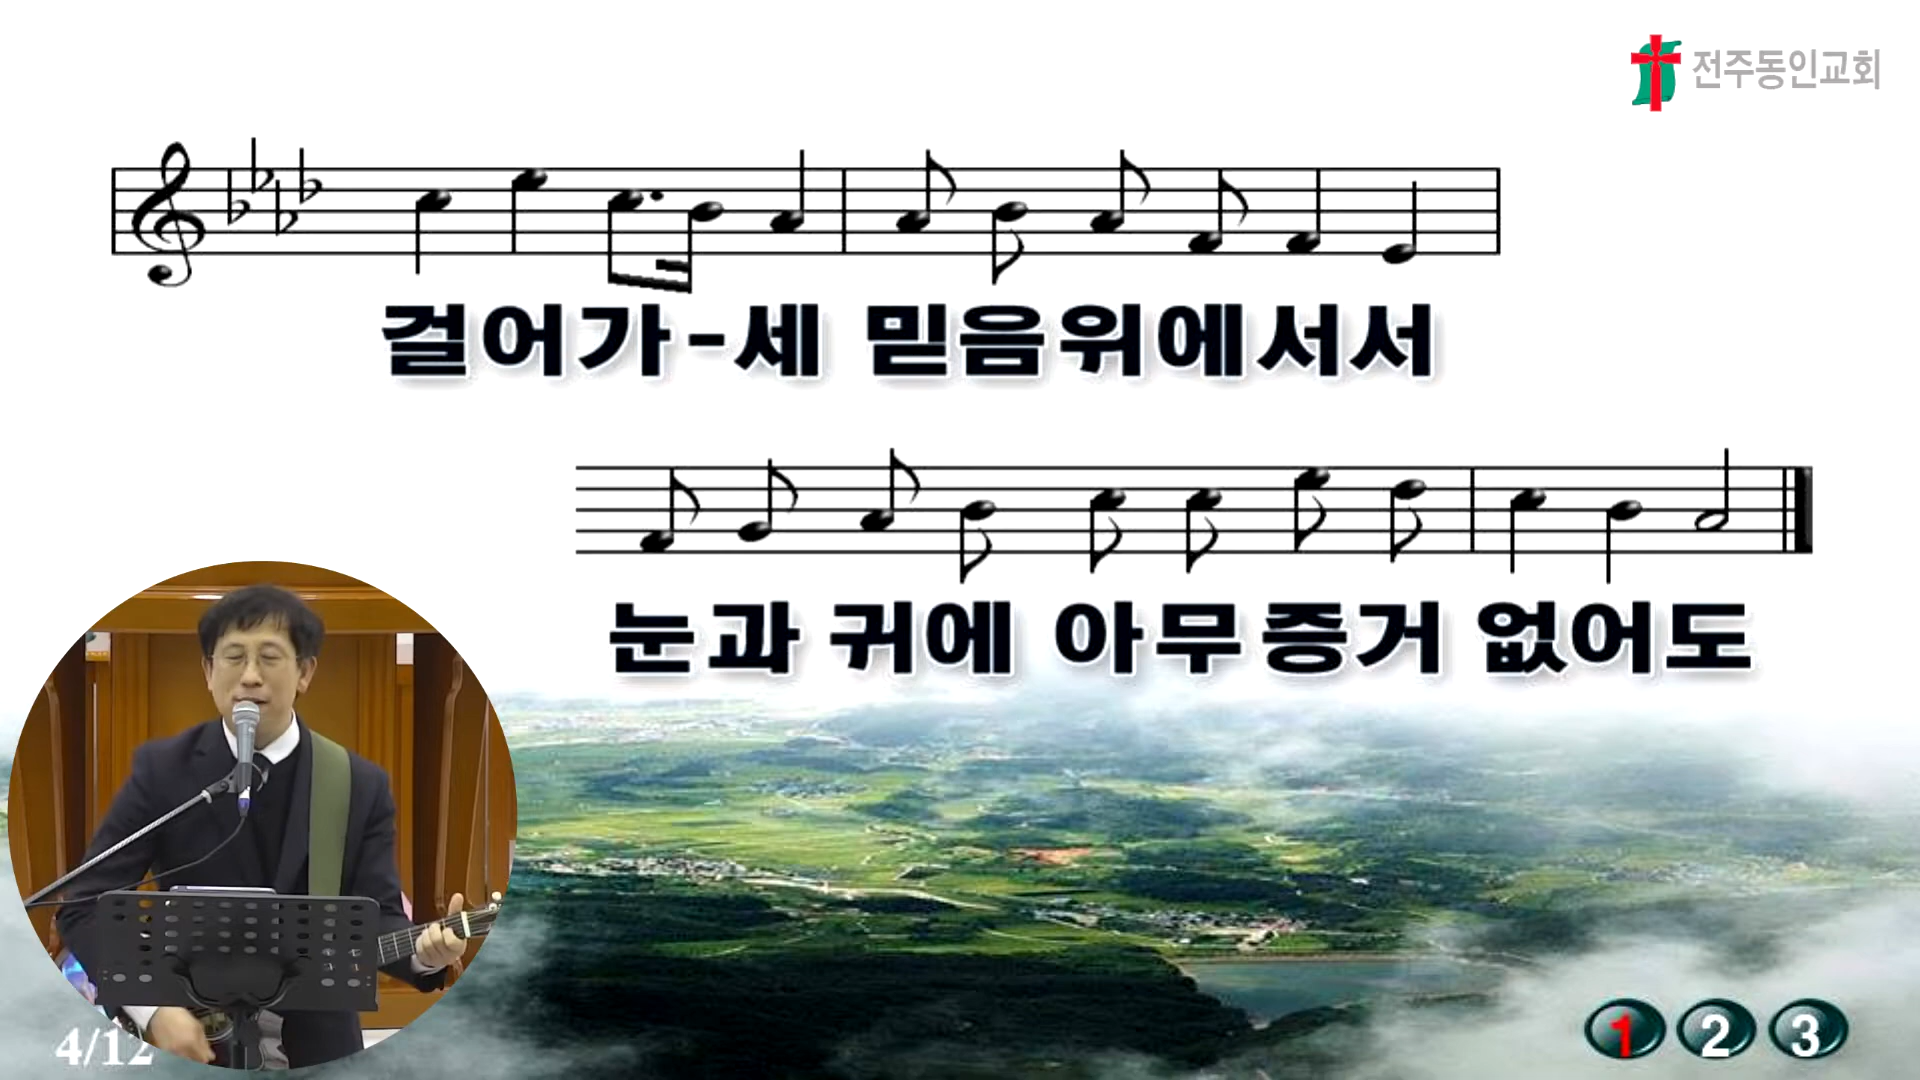 전주동인교회
걸어가-세 믿음위에서서
눈과 귀에 아무증거 없어도
4/12
1 2 3